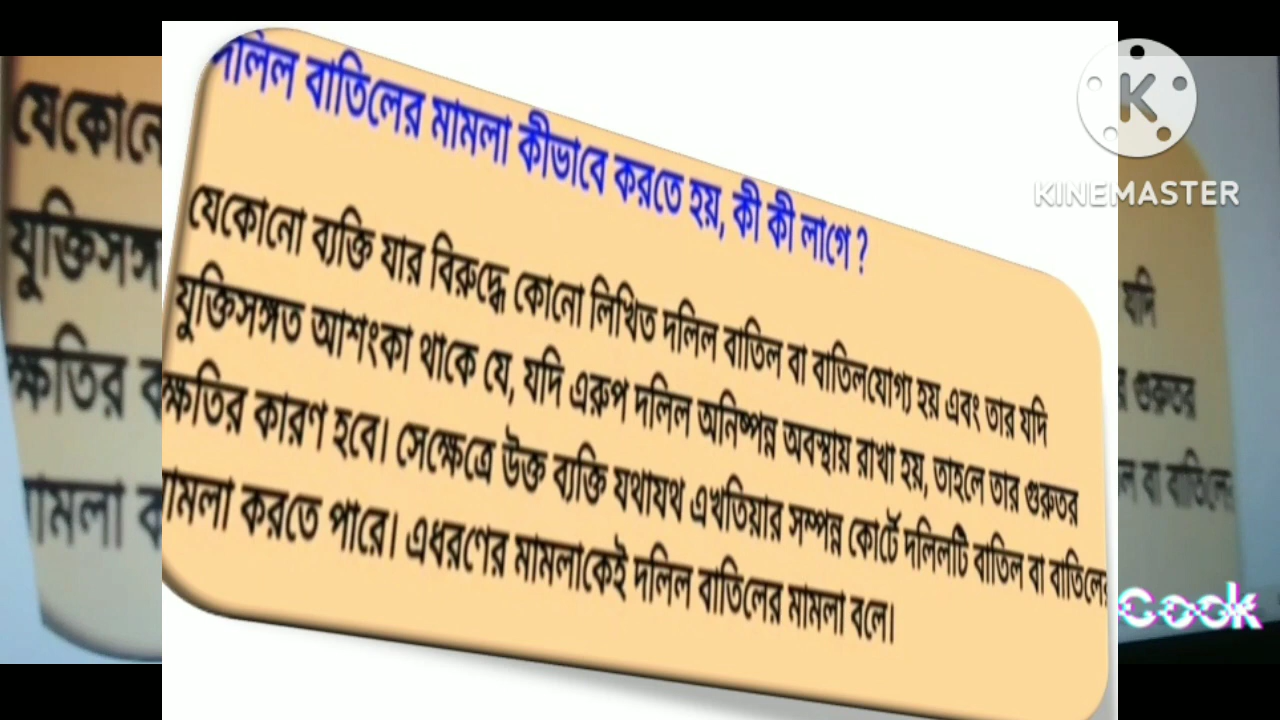 দলিল বাতিলের মামলা কীভাবে করতে হয়, কী কী লাগে ?
যেকোনো ব্যক্তি যার বিরুদ্ধে কোনো লিখিত দলিল বাতিল বা বাতিলযোগ্য হয় এবং তার যদি
যুক্তিসঙ্গত আশংকা থাকে যে, যদি এরুপ দলিল অনিষ্পন্ন অবস্থায় রাখা হয়, তাহলে তার গুরুতর
ক্ষতির কারণ হবে। সেক্ষেত্রে উক্ত ব্যক্তি যথাযথ এখতিয়ার সম্পন্ন কোর্টে দলিলটি বাতিল বা বাতিলের
মামলা করতে পারে। এধরণের মামলাকেই দলিল বাতিলের মামলা বলে।
KINEMASTER
Cook